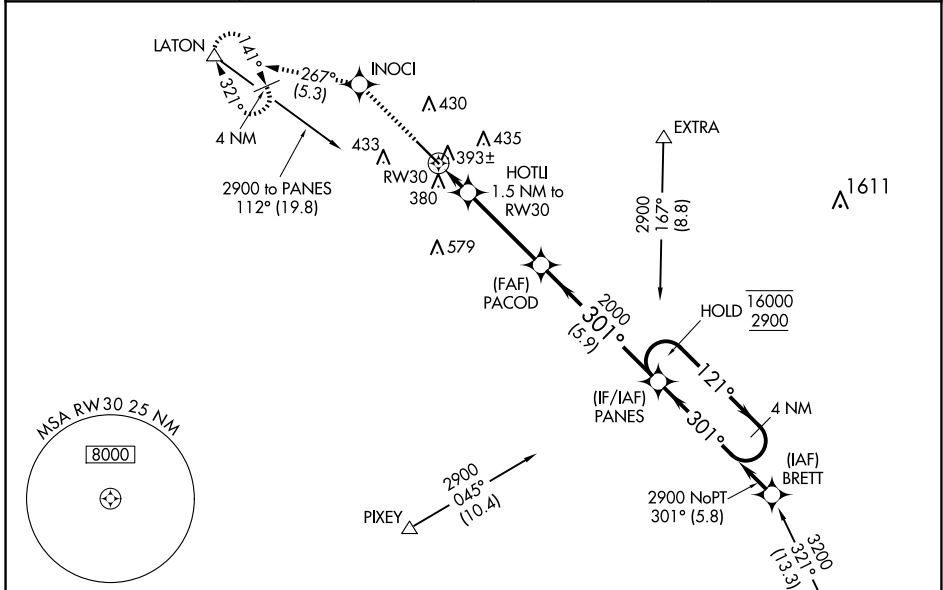 LATON
141°
321°
4 NM
267°
(5.3)
INOCI
430
435
433
393±
RW30
380
HOTLI
1.5 NM to
RW30
579
2900 to PANES
112° (19.8)
EXTRA
2900
167°
(8.8)
1611
(FAF)
PACOD
2000
301°
(5.9)
HOLD
16000
2900
(IF/IAF)
PANES
121°
301°
4 NM
(IAF)
BRETT
2900 NoPT
301° (5.8)
3200
321°
(13.3)
PIXEY
2900
045°
(10.4)
MSA RW30 25 NM
8000